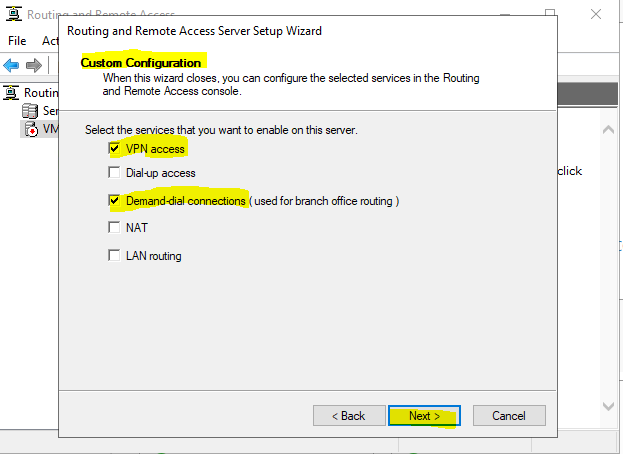 Routing and Remote Access
File Act
Routing and Remote Access Server Setup Wizard
Custom Configuration
When this wizard closes, you can configure the selected services in the Routing
and Remote Access console.
Routin
Ser
VM
Select the services that you want to enable on this server.
VPN access
Dial-up access
click
Demand-dial connections ( used for branch office routing )
NAT
LAN routing
< Back
Next >
Cancel